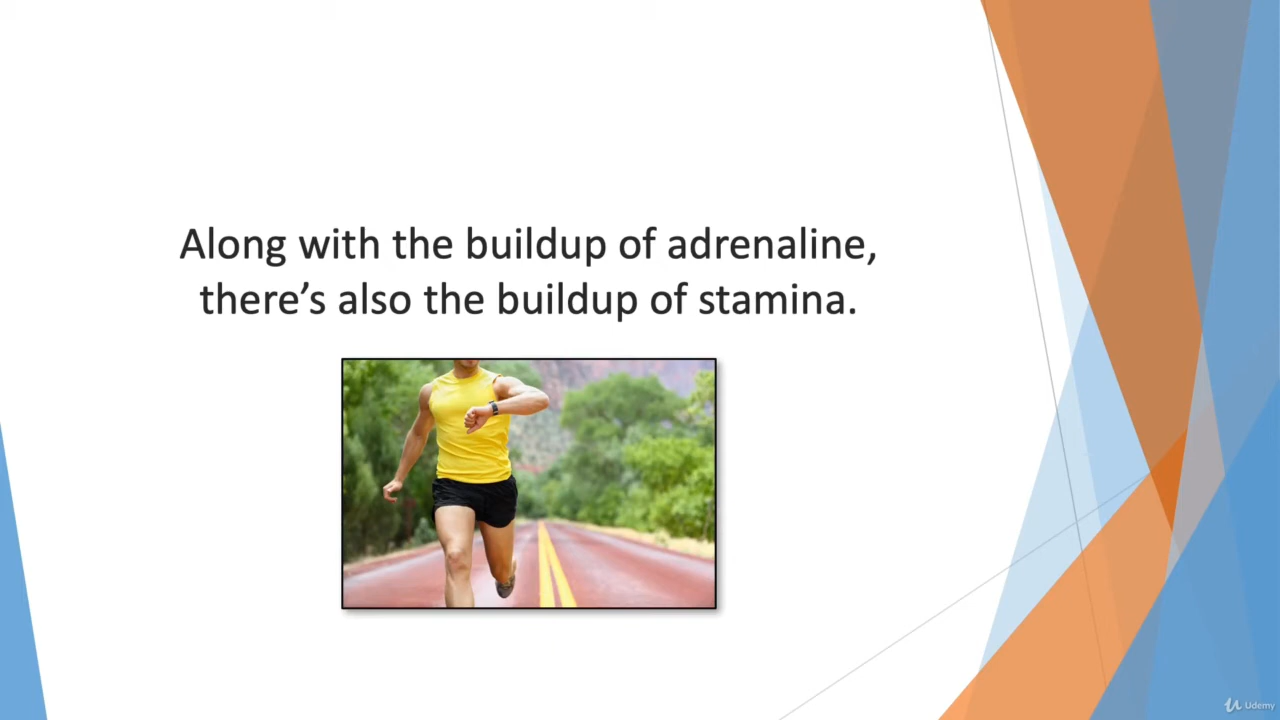 Along with the buildup of adrenaline,
there’s also the buildup of stamina.
Udemy